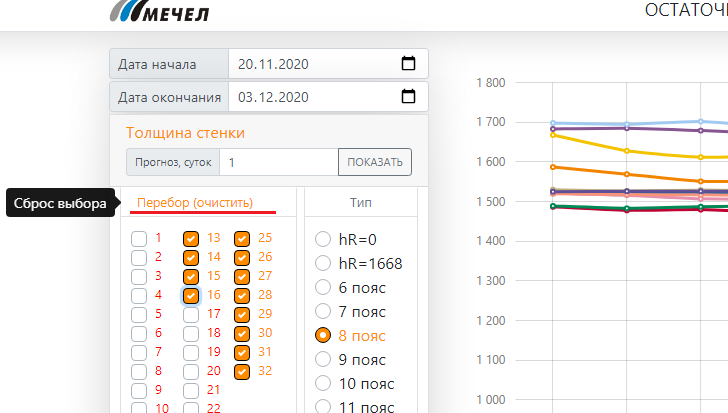 МЕЧЕЛ
ОСТАТОЧ
Дата начала 20.11.2020
Дата окончания 03.12.2020
Толщина стенки
Прогноз, суток 1 ПОКАЗАТЬ
Сброс выбора
Перебор (очистить) Тип
1 13 25
2 14 26
3 15 27
4 16 28
5 17 29
6 18 30
7 19 31
8 20 32
9 21
10 22
hR=0
hR=1668
6 пояс
7 пояс
8 пояс
9 пояс
10 пояс
11 пояс
1 800
1 700
1 600
1 500
1 400
1 300
1 200
1 100
1 000